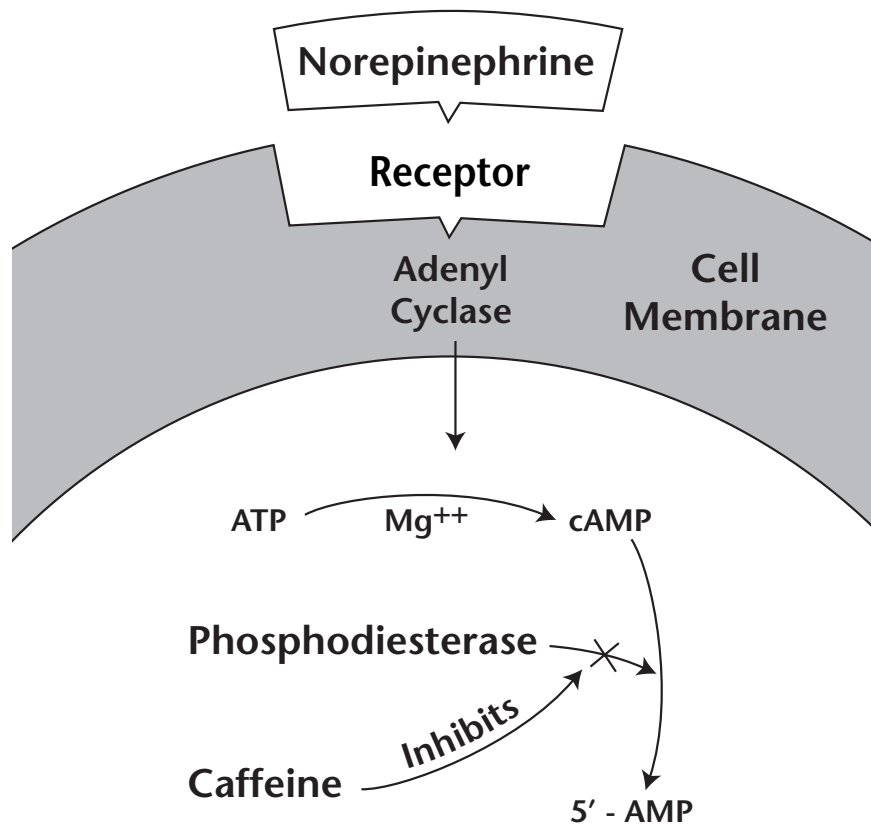 Norepinephrine
Receptor
Adenyl
Cyclase
Cell
Membrane
ATP
Mg⁺⁺
cAMP
Phosphodiesterase
Inhibits
Caffeine
5′ - AMP